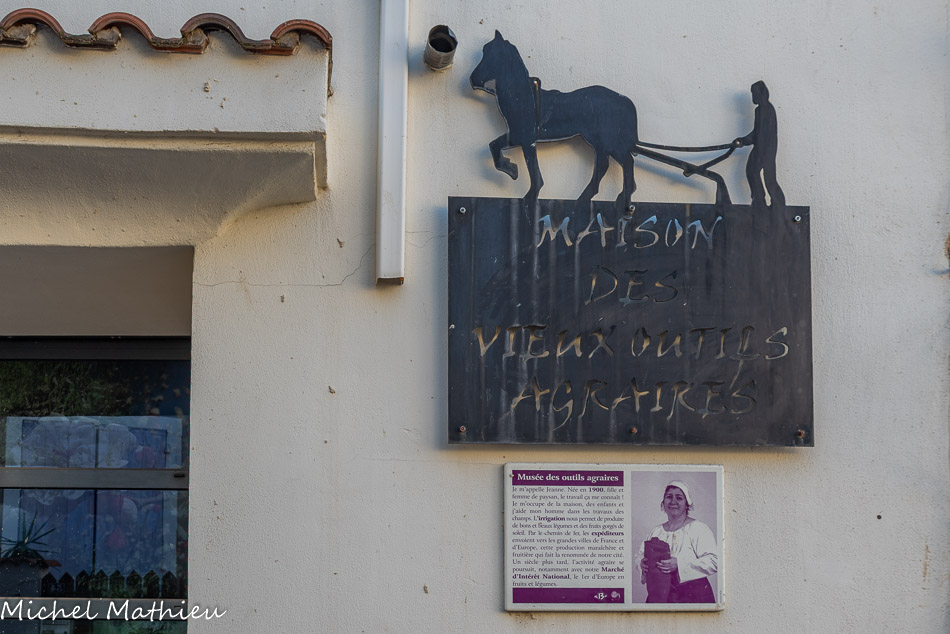 MAISON
DES
VIEUX OUTILS
AGRAIRES
Musée des outils agraires
Je m'appelle Jeanne. Née en 1900, fille et
femme de paysan, le travail ça me connaît !
Je m'occupe de la maison, des enfants et
j'aide mon homme dans les travaux des
champs. L'irrigation nous permet de produire
de bons et beaux légumes et des fruits gorgés de
soleil. Par le chemin de fer, les expéditeurs
envoient vers les grandes villes de France et
d'Europe, cette production maraîchère et
fruitière qui fait la renommée de notre cité.
Un siècle plus tard, l'activité agraire se
poursuit, notamment avec notre Marché
d'Intérêt National, le 1er d'Europe en
fruits et légumes.
«13»
Michel Mathieu